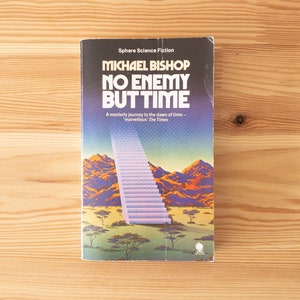 Sphere Science Fiction
MICHAEL BISHOP
NO ENEMY
BUT TIME
A masterly journey to the dawn of time –
'marvellous' The Times